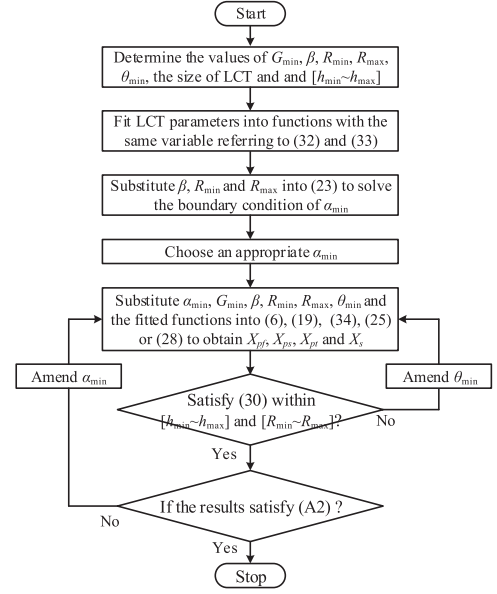 Start
Determine the values of Gmin, β, Rmin, Rmax,
θmin, the size of LCT and and [hmin~hmax]
Fit LCT parameters into functions with the
same variable referring to (32) and (33)
Substitute β, Rmin and Rmax into (23) to solve
the boundary condition of αmin
Choose an appropriate αmin
Substitute αmin, Gmin, β, Rmin, Rmax, θmin and
the fitted functions into (6), (19), (34), (25)
or (28) to obtain Xpf, Xps, Xpt and Xs
Amend αmin
Amend θmin
Satisfy (30) within
[hmin~hmax] and [Rmin~Rmax]?
No
Yes
If the results satisfy (A2) ?
No
Yes
Stop